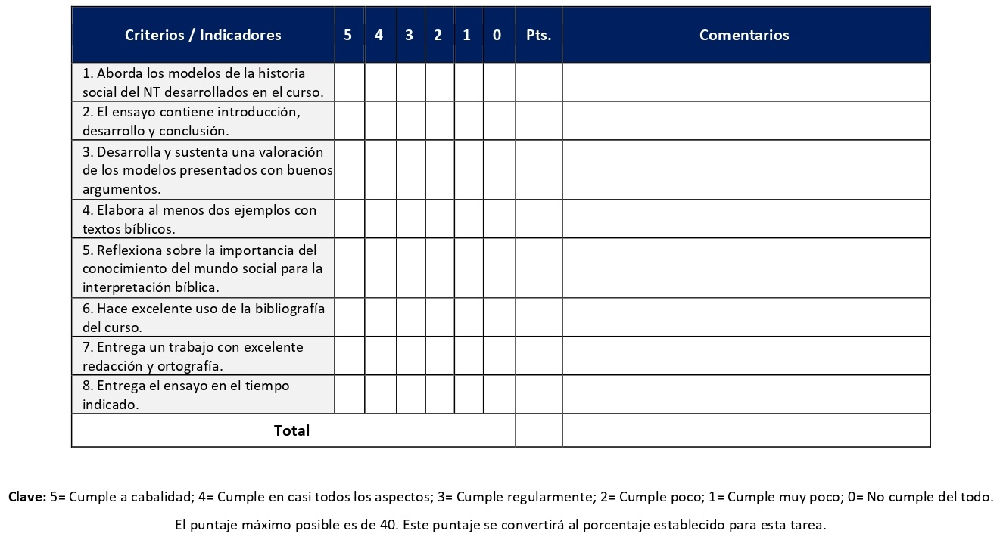 Criterios / Indicadores 5 4 3 2 1 0 Pts. Comentarios
1. Aborda los modelos de la historia
social del NT desarrollados en el curso.
2. El ensayo contiene introducción,
desarrollo y conclusión.
3. Desarrolla y sustenta una valoración
de los modelos presentados con buenos
argumentos.
4. Elabora al menos dos ejemplos con
textos bíblicos.
5. Reflexiona sobre la importancia del
conocimiento del mundo social para la
interpretación bíblica.
6. Hace excelente uso de la bibliografía
del curso.
7. Entrega un trabajo con excelente
redacción y ortografía.
8. Entrega el ensayo en el tiempo
indicado.
Total
Clave: 5= Cumple a cabalidad; 4= Cumple en casi todos los aspectos; 3= Cumple regularmente; 2= Cumple poco; 1= Cumple muy poco; 0= No cumple del todo.
El puntaje máximo posible es de 40. Este puntaje se convertirá al porcentaje establecido para esta tarea.